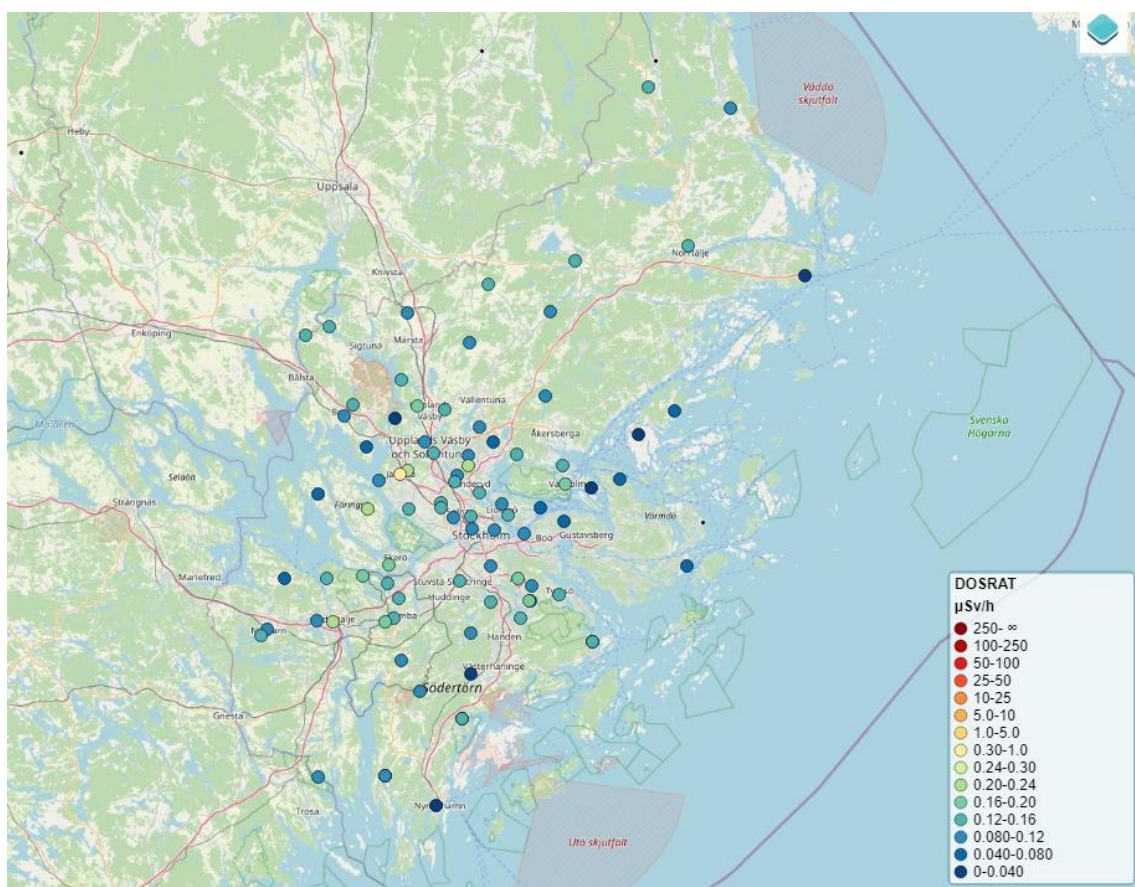 Väddö
skjutfält
Heby
Uppsala
Norrtälje
Knivsta
Enköping
Märsta
Sigtuna
Bålsta
Vallentuna
Väsby
Åkersberga
Upplands Väsby
Svenska
Högarna
Mälaren
Selaön
Strängnäs
Värmdö
Stockholm
Boo
Gustavsberg
Skerö
Mariefred
Huddinge
Handen
Västerhaninge
Södertörn
Gnesta
Trosa
Utö skjutfält
DOSRAT
µSv/h
250- ∞
100-250
50-100
25-50
10-25
5.0-10
1.0-5.0
0.30-1.0
0.24-0.30
0.20-0.24
0.16-0.20
0.12-0.16
0.080-0.12
0.040-0.080
0-0.040